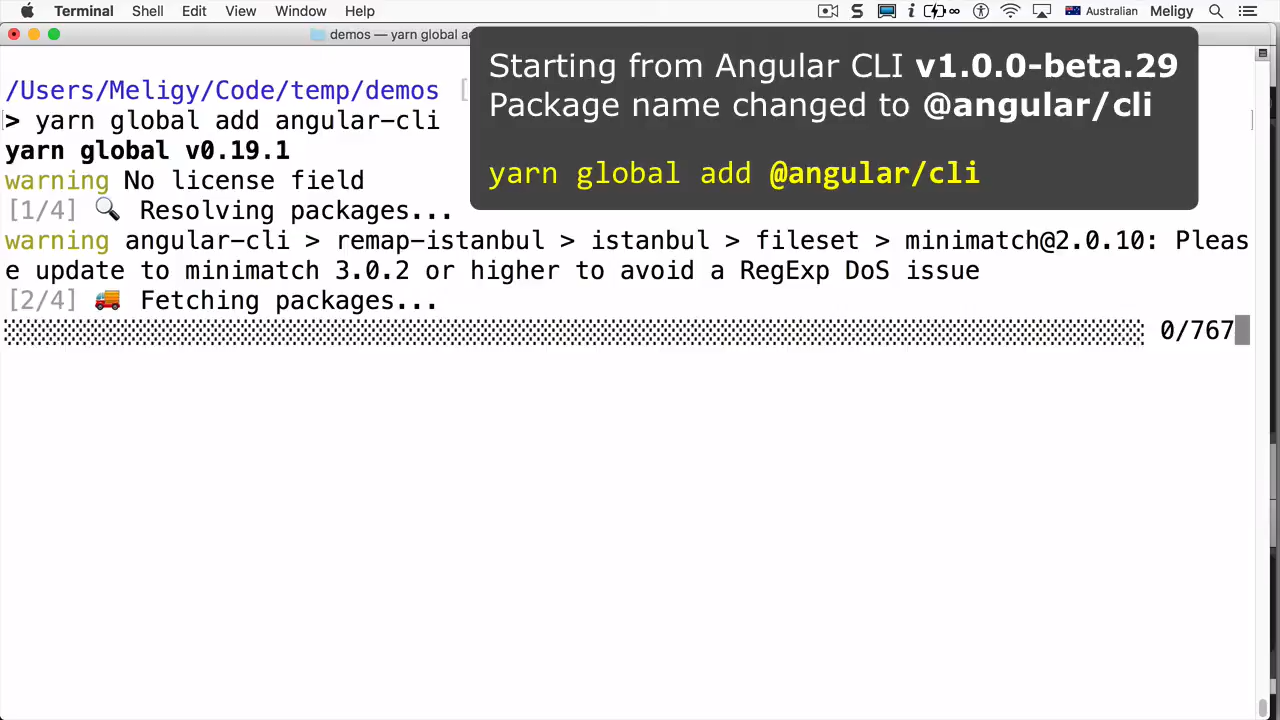 Terminal Shell Edit View Window Help Australian Meligy
demos — yarn global a
Starting from Angular CLI v1.0.0-beta.29
Package name changed to @angular/cli
yarn global add @angular/cli
/Users/Meligy/Code/temp/demos [
> yarn global add angular-cli
yarn global v0.19.1
warning No license field
[1/4] 🔍 Resolving packages...
warning angular-cli > remap-istanbul > istanbul > fileset > minimatch@2.0.10: Pleas
e update to minimatch 3.0.2 or higher to avoid a RegExp DoS issue
[2/4] 🚚 Fetching packages...
0/767